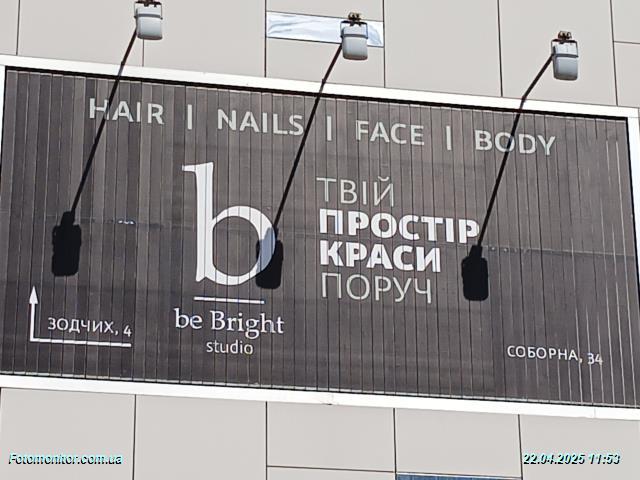 HAIR | NAILS | FACE | BODY
b
ТВІЙ
ПРОСТІР
КРАСИ
ПОРУЧ
be Bright
studio
ЗОДЧИХ, 4
СОБОРНА, 34
Fotomonitor.com.ua
22.04.2025 11:53